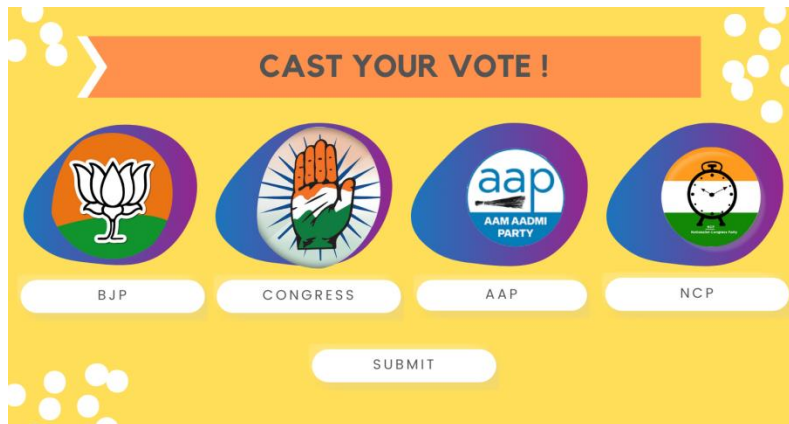 CAST YOUR VOTE !
aap
AAM AADMI
PARTY
BJP
CONGRESS
AAP
NCP
SUBMIT